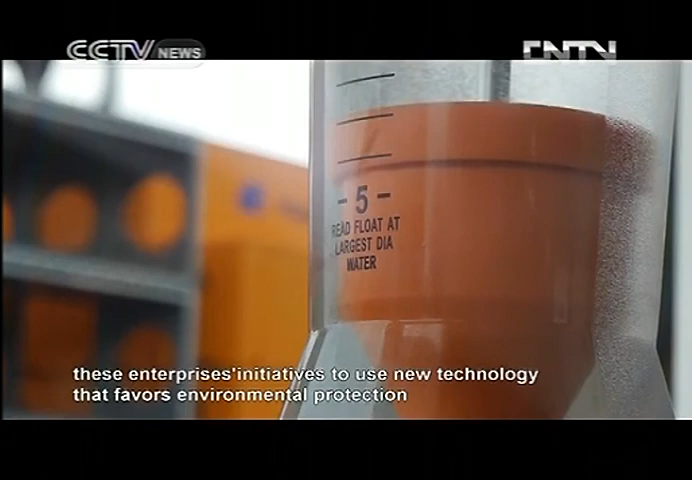 CCTV NEWS
CNTV
- 5 -
READ FLOAT AT
LARGEST DIA
WATER
these enterprises'initiatives to use new technology
that favors environmental protection